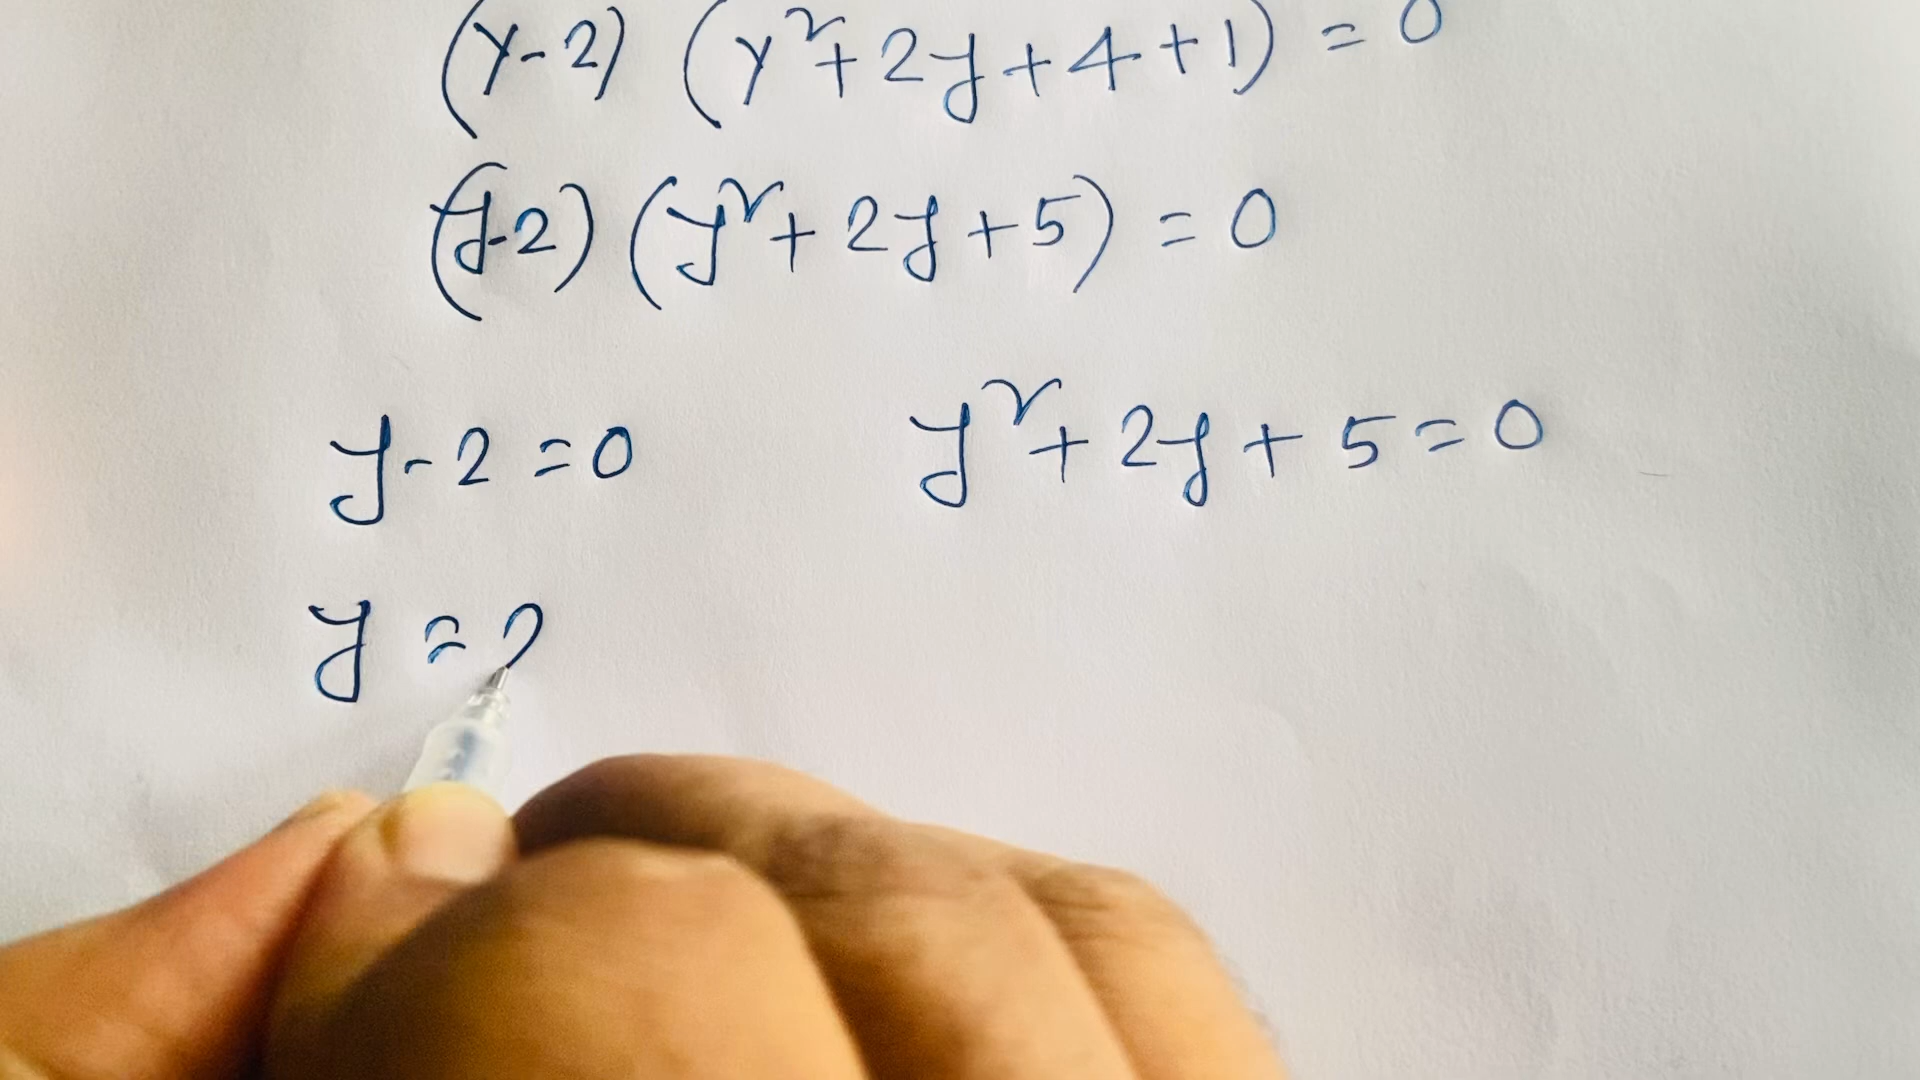 (y-2) (y²+2y+4+1) = 0
(y-2) (y²+2y+5) = 0
y-2=0 y²+2y+5=0
y = 2